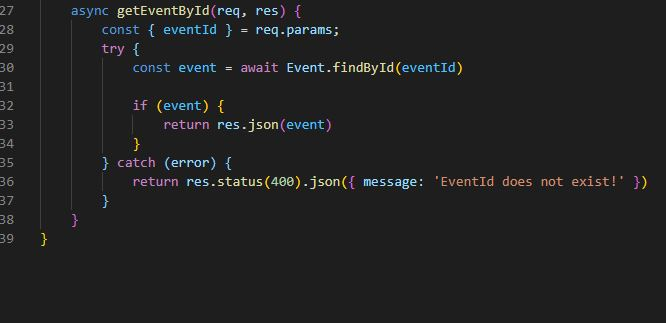 27 async getEventById(req, res) {
28 const { eventId } = req.params;
29 try {
30 const event = await Event.findById(eventId)
31
32 if (event) {
33 return res.json(event)
34 }
35 } catch (error) {
36 return res.status(400).json({ message: 'EventId does not exist!' })
37 }
38 }
39 }